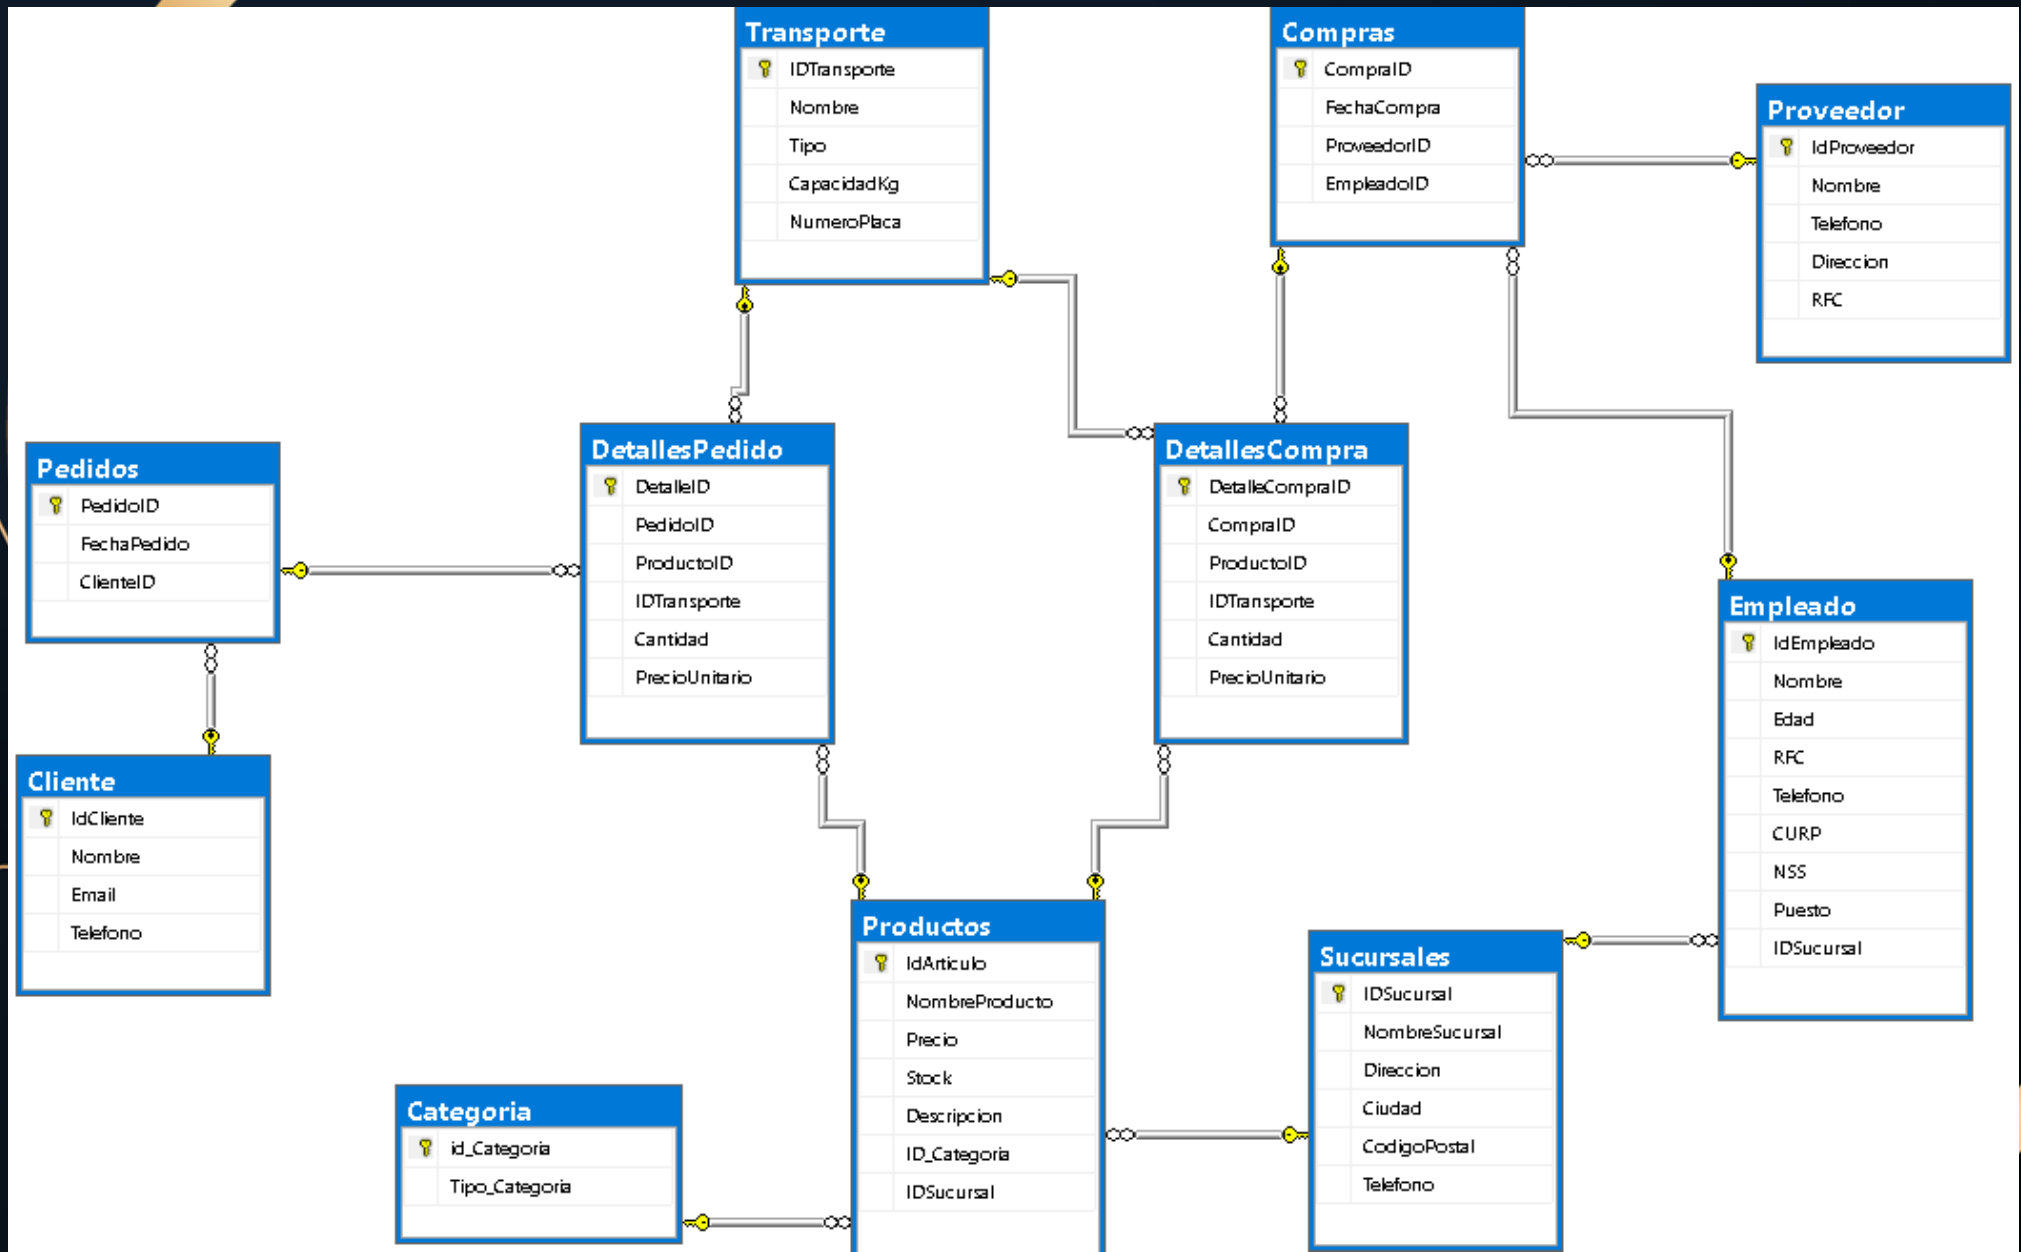 Transporte
IDTransporte
Nombre
Tipo
CapacidadKg
NumeroPlaca
Compras
CompraID
FechaCompra
ProveedorID
EmpleadoID
Proveedor
IdProveedor
Nombre
Telefono
Direccion
RFC
Pedidos
PedidoID
FechaPedido
ClienteID
DetallesPedido
DetalleID
PedidoID
ProductoID
IDTransporte
Cantidad
PrecioUnitario
DetallesCompra
DetalleCompraID
CompraID
ProductoID
IDTransporte
Cantidad
PrecioUnitario
Empleado
IdEmpleado
Nombre
Edad
RFC
Telefono
CURP
NSS
Puesto
IDSucursal
Cliente
IdCliente
Nombre
Email
Telefono
Productos
IdArticulo
NombreProducto
Precio
Stock
Descripcion
ID_Categoria
IDSucursal
Sucursales
IDSucursal
NombreSucursal
Direccion
Ciudad
CodigoPostal
Telefono
Categoria
id_Categoria
Tipo_Categoria